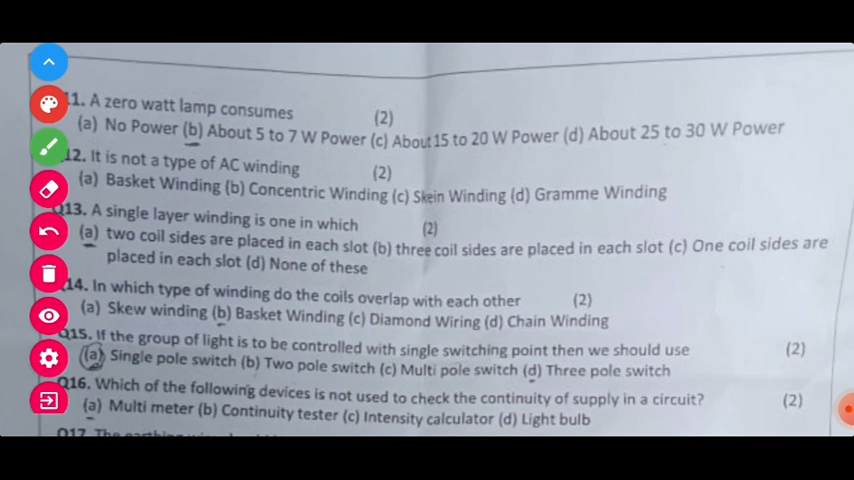 11. A zero watt lamp consumes (2)
(a) No Power (b) About 5 to 7 W Power (c) About 15 to 20 W Power (d) About 25 to 30 W Power
12. It is not a type of AC winding (2)
(a) Basket Winding (b) Concentric Winding (c) Skein Winding (d) Gramme Winding
Q13. A single layer winding is one in which (2)
(a) two coil sides are placed in each slot (b) three coil sides are placed in each slot (c) One coil sides are
placed in each slot (d) None of these
14. In which type of winding do the coils overlap with each other (2)
(a) Skew winding (b) Basket Winding (c) Diamond Wiring (d) Chain Winding
Q15. If the group of light is to be controlled with single switching point then we should use (2)
(a) Single pole switch (b) Two pole switch (c) Multi pole switch (d) Three pole switch
Q16. Which of the following devices is not used to check the continuity of supply in a circuit? (2)
(a) Multi meter (b) Continuity tester (c) Intensity calculator (d) Light bulb
Q17. The earthing